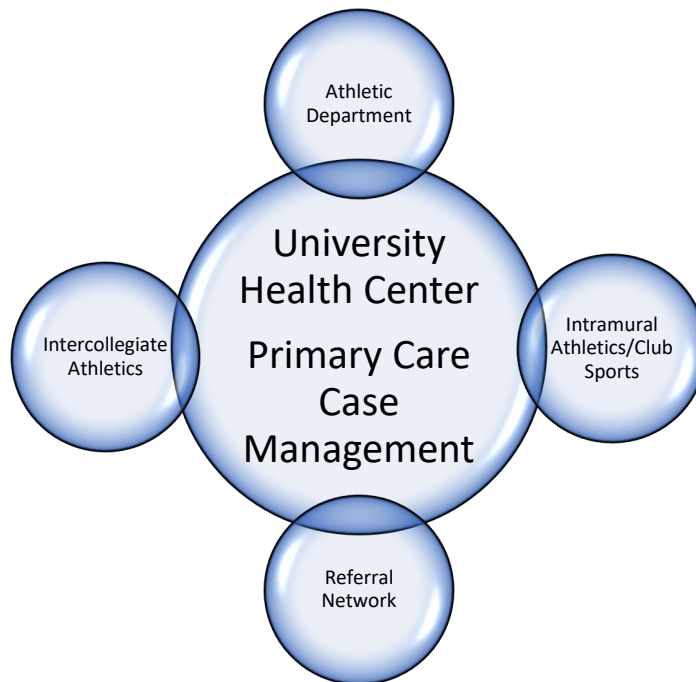 Athletic
Department
University
Health Center
Primary Care
Case
Management
Intercollegiate
Athletics
Intramural
Athletics/Club
Sports
Referral
Network